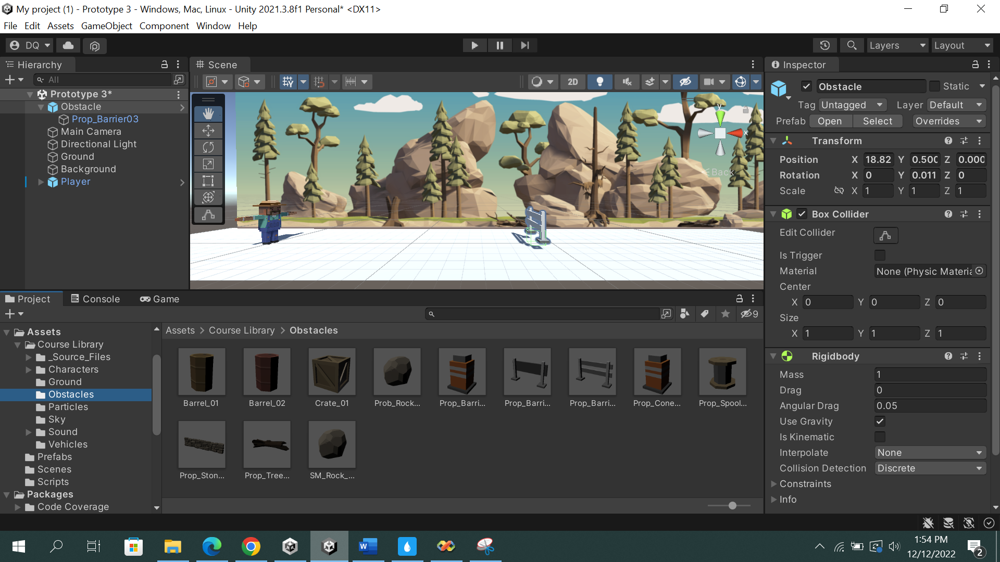 My project (1) - Prototype 3 - Windows, Mac, Linux - Unity 2021.3.8f1 Personal* <DX11>
File Edit Assets GameObject Component Window Help
DQ
Layers
Layout
Hierarchy
All
Prototype 3*
Obstacle
Prop_Barrier03
Main Camera
Directional Light
Ground
Background
Player
Scene
2D
y
x
Back
Inspector
Obstacle
Static
Tag Untagged Layer Default
Prefab Open Select Overrides
Transform
Position X 18.82 Y 0.500 Z 0.000
Rotation X 0 Y 0.011 Z 0
Scale X 1 Y 1 Z 1
Box Collider
Edit Collider
Is Trigger
Material None (Physic Materia
Center
X 0 Y 0 Z 0
Size
X 1 Y 1 Z 1
Rigidbody
Mass 1
Drag 0
Angular Drag 0.05
Use Gravity
Is Kinematic
Interpolate None
Collision Detection Discrete
Constraints
Info
Project Console Game
9
Assets
Course Library
_Source_Files
Characters
Ground
Obstacles
Particles
Sky
Sound
Vehicles
Prefabs
Scenes
Scripts
Packages
Code Coverage
Assets > Course Library > Obstacles
Barrel_01 Barrel_02 Crate_01 Prob_Rock... Prop_Barri... Prop_Barri... Prop_Barri... Prop_Cone... Prop_Spool...
Prop_Ston... Prop_Tree... SM_Rock_...
W
1:54 PM
12/12/2022
2